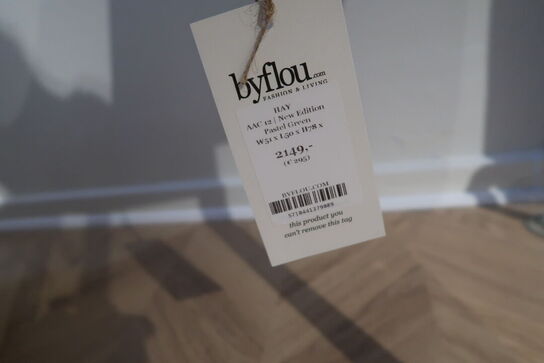 byflou.com
FASHION & LIVING
HAY
AAC 12 | New Edition
Pastel Green
W51 x L50 x H78 x
2149,-
(€ 295)
BYFLOU.COM
5710441279883
this product you
can't remove this tag